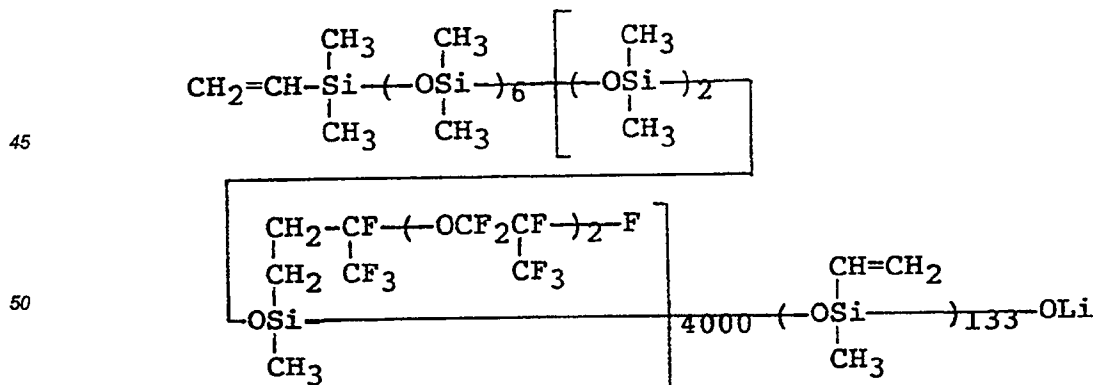 CH3 CH3 CH3
CH2=CH-Si-(-OSi-)6-[-(-OSi-)2
CH3 CH3 CH3
45
CH2-CF-(-OCF2CF-)2-F
CH2 CF3 CF3 CH=CH2
50
-OSi-]4000-(-OSi-)133-OLi
CH3 CH3